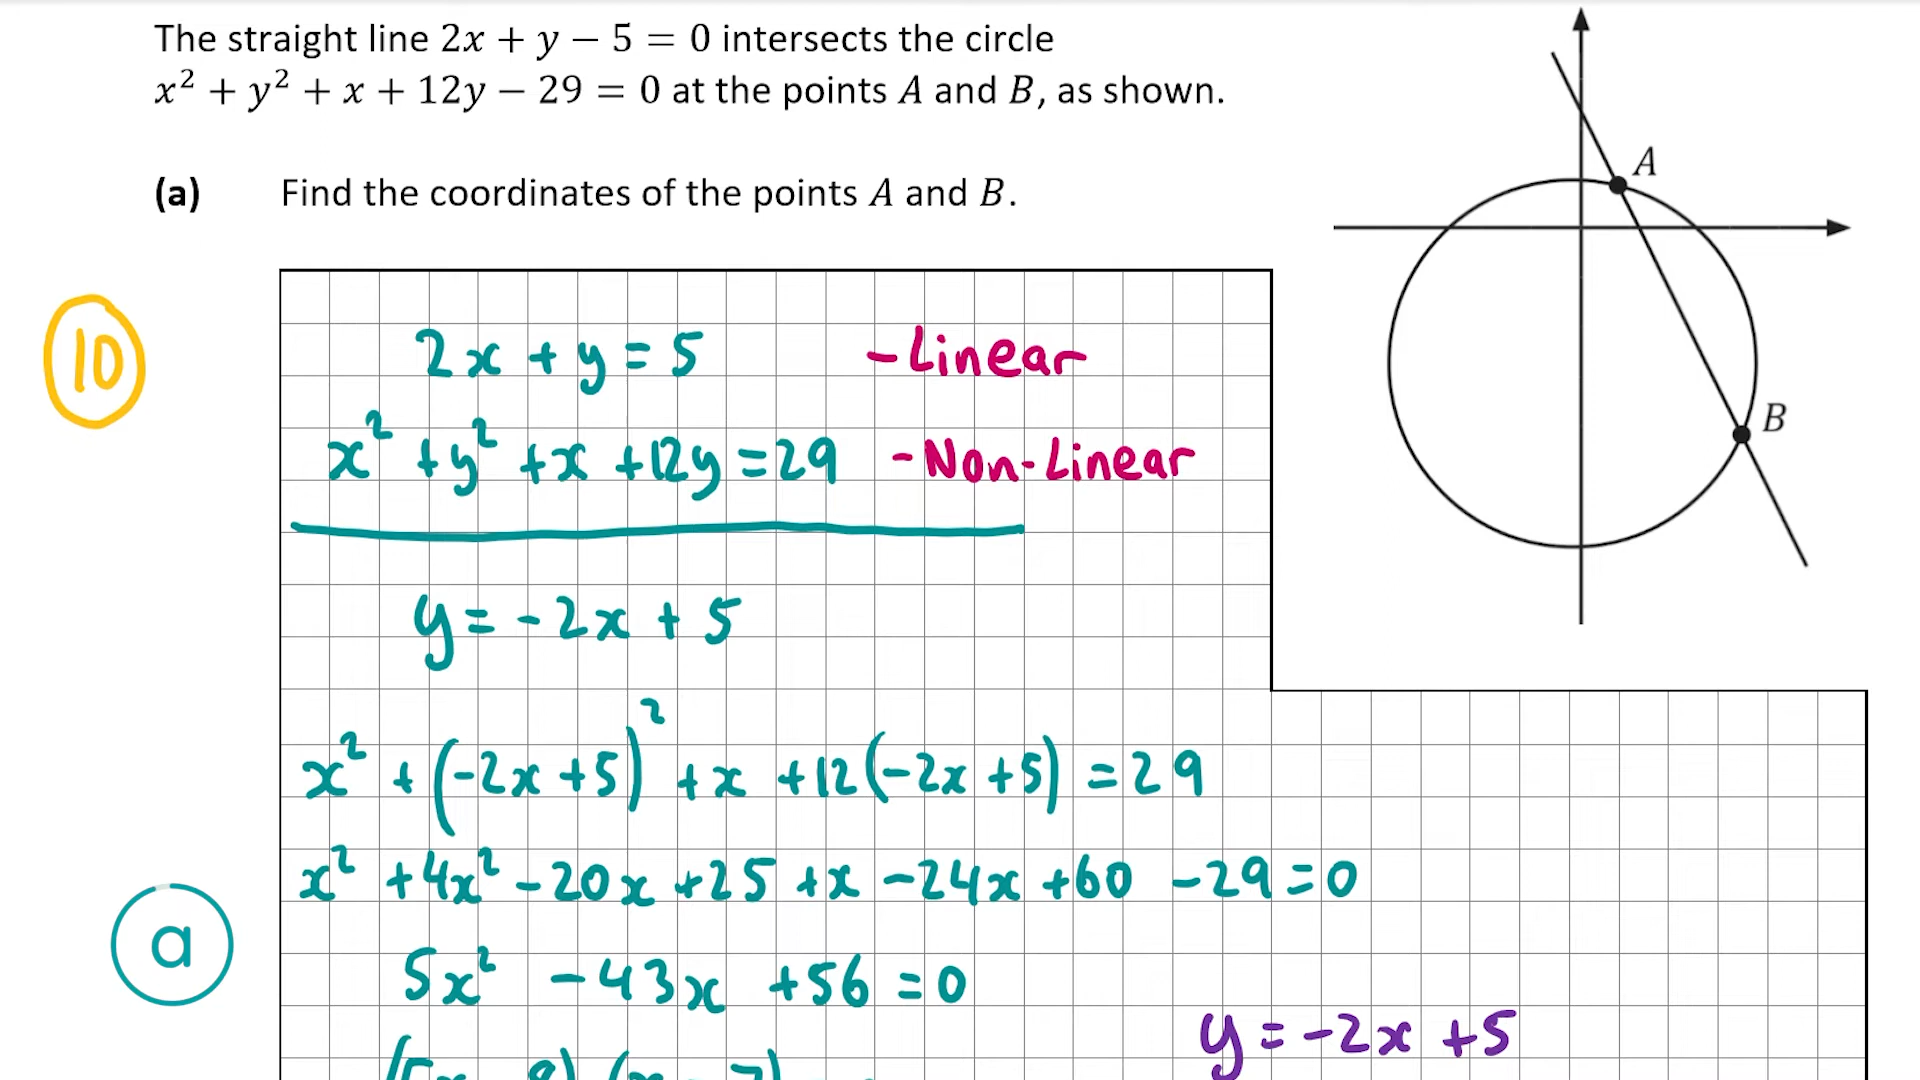 The straight line 2x + y − 5 = 0 intersects the circle
x² + y² + x + 12y − 29 = 0 at the points A and B, as shown.
(a) Find the coordinates of the points A and B.
A
B
10
2x + y = 5 - Linear
x² + y² + x + 12y = 29 - Non-Linear
y = -2x + 5
x² + (-2x + 5)² + x + 12(-2x + 5) = 29
x² + 4x² - 20x + 25 + x - 24x + 60 - 29 = 0
a
5x² - 43x + 56 = 0
y = -2x + 5